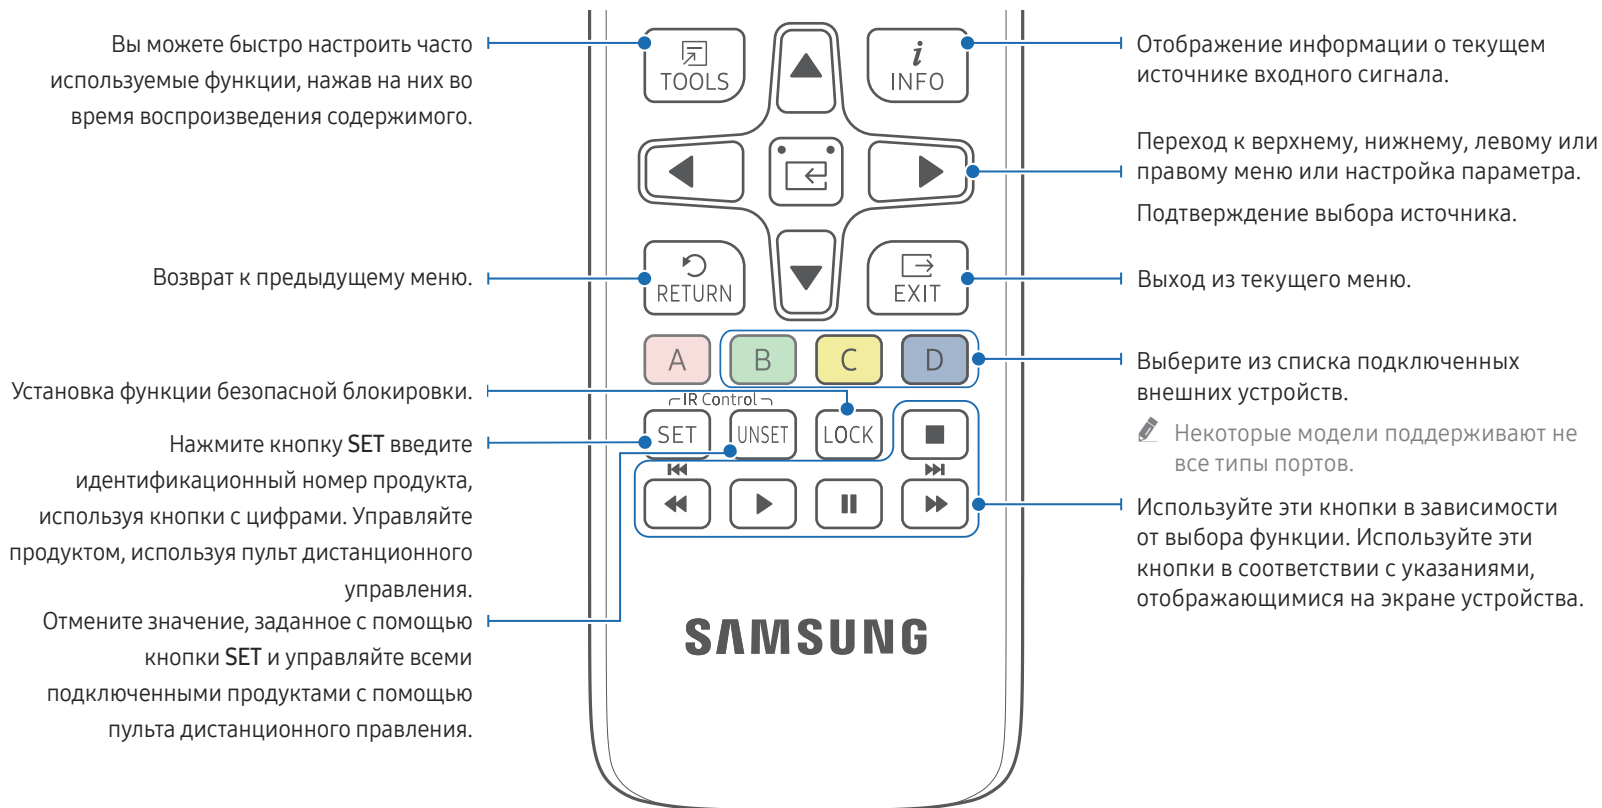 Вы можете быстро настроить часто
используемые функции, нажав на них во
время воспроизведения содержимого.
TOOLS
INFO
Отображение информации о текущем
источнике входного сигнала.
Переход к верхнему, нижнему, левому или
правому меню или настройка параметра.
Подтверждение выбора источника.
Возврат к предыдущему меню.
RETURN
EXIT
Выход из текущего меню.
A B C D
Выберите из списка подключенных
внешних устройств.
Некоторые модели поддерживают не
все типы портов.
Установка функции безопасной блокировки.
IR Control
SET UNSET LOCK
Нажмите кнопку SET введите
идентификационный номер продукта,
используя кнопки с цифрами. Управляйте
продуктом, используя пульт дистанционного
управления.
Используйте эти кнопки в зависимости
от выбора функции. Используйте эти
кнопки в соответствии с указаниями,
отображающимися на экране устройства.
Отмените значение, заданное с помощью
кнопки SET и управляйте всеми
подключенными продуктами с помощью
пульта дистанционного правления.
SAMSUNG